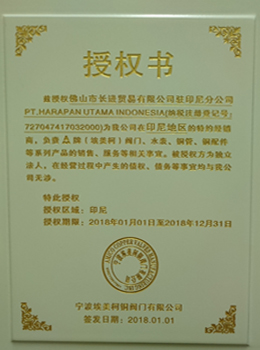 授权书
兹授权佛山市长进贸易有限公司驻印尼分公司
PT.HARAPAN UTAMA INDONESIA(纳税注册登记号:
727047417032000)为我公司在印尼地区的特约经销
商，负责 牌（埃美柯）阀门、水表、铜管、铜配件
等系列产品的销售、服务等相关事宜。被授权方为独立
法人，在经营过程中产生的债权、债务等事宜均与我公
司无涉。
特此授权
授权区域：印尼
授权期限：2018年01月01日至2018年12月31日
宁波埃美柯铜阀门有限公司
签发日期：2018.01.01